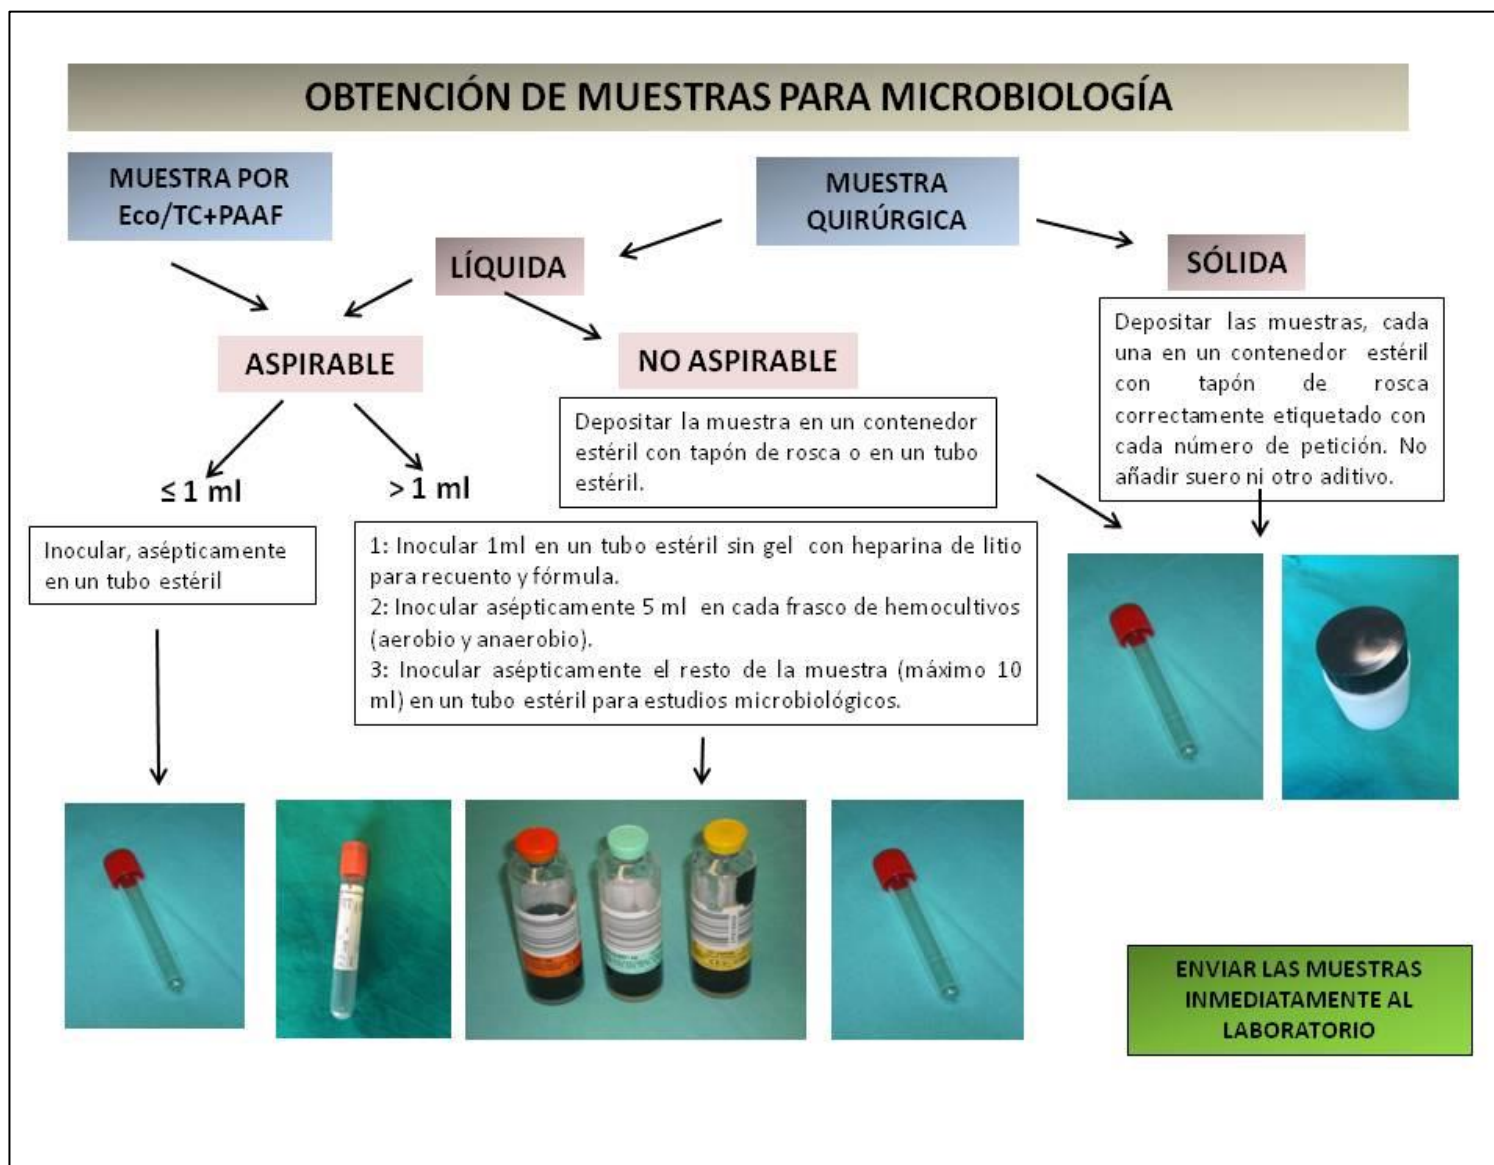 OBTENCIÓN DE MUESTRAS PARA MICROBIOLOGÍA
MUESTRA POR
Eco/TC+PAAF
MUESTRA
QUIRÚRGICA
LÍQUIDA
SÓLIDA
ASPIRABLE
NO ASPIRABLE
Depositar las muestras, cada
una en un contenedor estéril
con tapón de rosca
correctamente etiquetado con
cada número de petición. No
añadir suero ni otro aditivo.
Depositar la muestra en un contenedor
estéril con tapón de rosca o en un tubo
estéril.
≤ 1 ml
> 1 ml
Inocular, asépticamente
en un tubo estéril
1: Inocular 1ml en un tubo estéril sin gel con heparina de litio
para recuento y fórmula.
2: Inocular asépticamente 5 ml en cada frasco de hemocultivos
(aerobio y anaerobio).
3: Inocular asépticamente el resto de la muestra (máximo 10
ml) en un tubo estéril para estudios microbiológicos.
ENVIAR LAS MUESTRAS
INMEDIATAMENTE AL
LABORATORIO